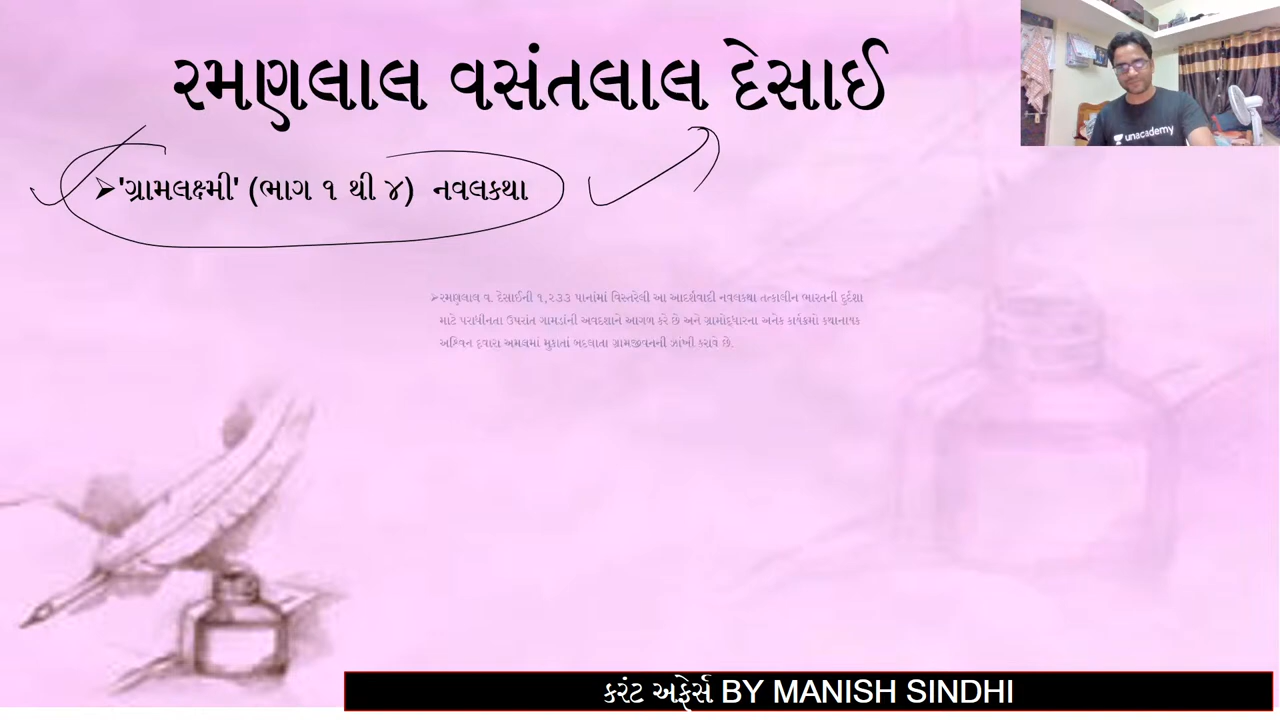 રમણલાલ વસંતલાલ દેસાઈ
unacademy
➤'ગ્રામલક્ષ્મી' (ભાગ ૧ થી ૪) નવલકથા
➤રમણલાલ વ. દેસાઈની ૧,૨૩૩ પાનાંમાં વિસ્તરેલી આ આદર્શવાદી નવલકથા તત્કાલીન ભારતની દુર્દશા
માટે પરાધીનતા ઉપરાંત ગામડાંની અવદશાને આગળ કરે છે અને ગ્રામોદ્ધારના અનેક કાર્યક્રમો કથાનાયક
અશ્વિન દ્વારા અમલમાં મુકાતાં બદલાતા ગ્રામજીવનની ઝાંખી કરાવે છે.
કરંટ અફેર્સ BY MANISH SINDHI